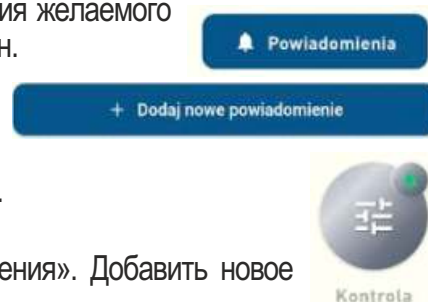 ия желаемого
н.
Powiadomienia
+ Dodaj nowe powiadomienie
.
ения». Добавить новое
Kontrola